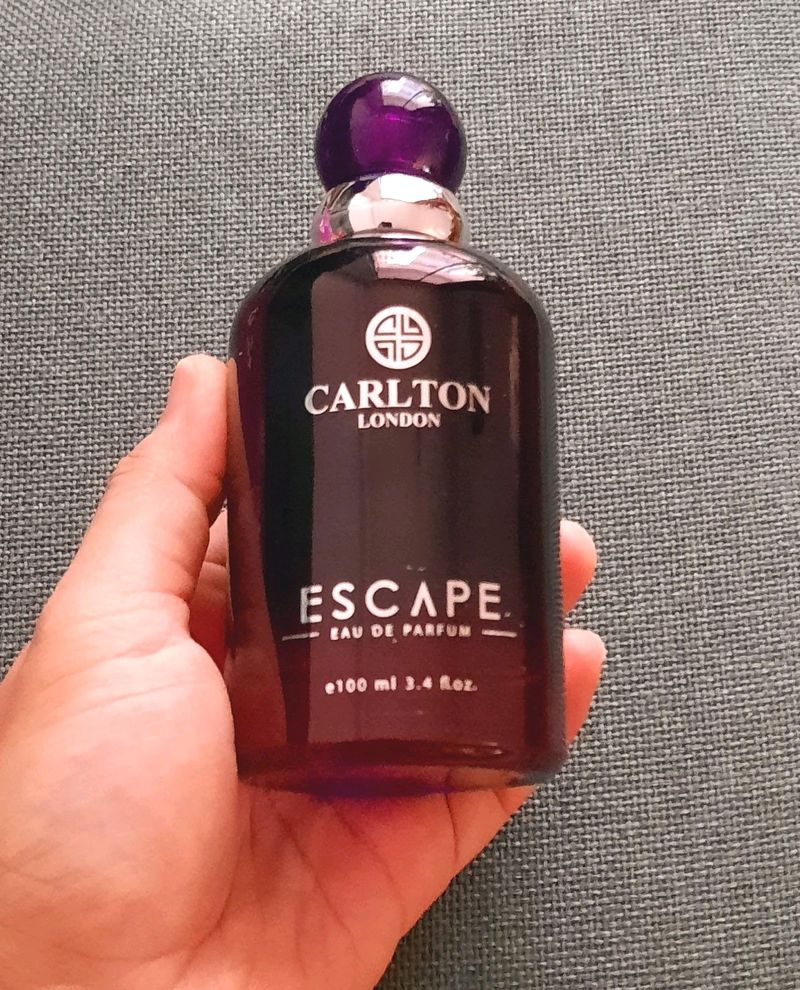 CARLTON
LONDON
ESCAPE
EAU DE PARFUM
e100 ml 3.4 fl.oz.